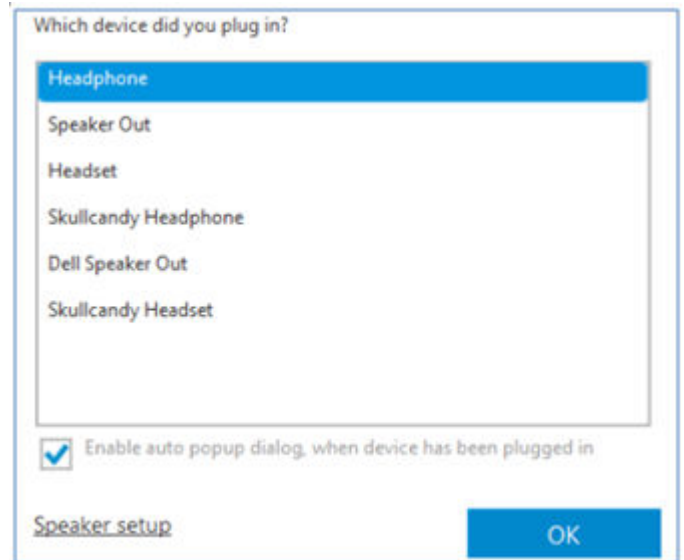 Which device did you plug in?
Headphone
Speaker Out
Headset
Skullcandy Headphone
Dell Speaker Out
Skullcandy Headset
Enable auto popup dialog, when device has been plugged in
Speaker setup
OK